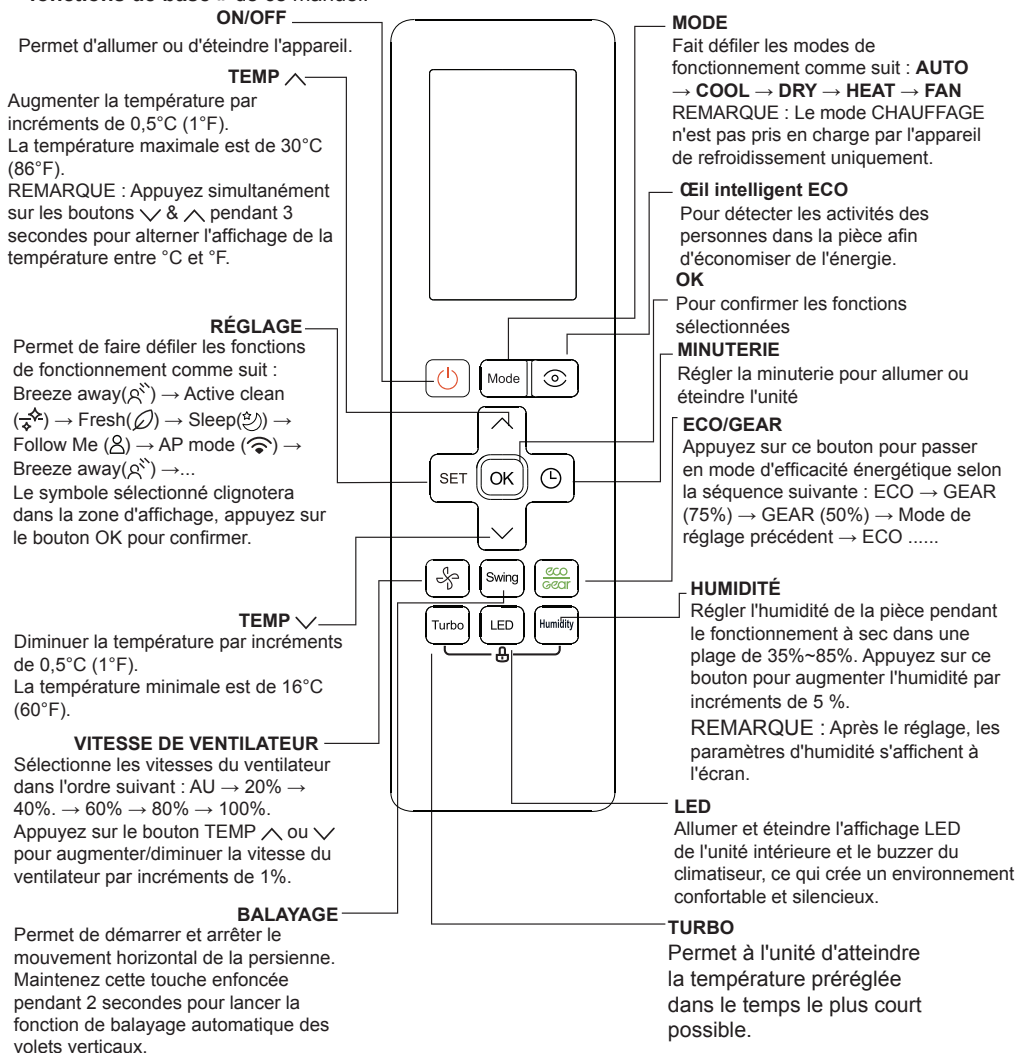 fonctions de base » de ce manuel.
ON/OFF
Permet d'allumer ou d'éteindre l'appareil.
TEMP
Augmenter la température par
incréments de 0,5°C (1°F).
La température maximale est de 30°C
(86°F).
REMARQUE : Appuyez simultanément
sur les boutons & pendant 3
secondes pour alterner l'affichage de la
température entre °C et °F.
RÉGLAGE
Permet de faire défiler les fonctions
de fonctionnement comme suit :
Breeze away( ) → Active clean
( ) → Fresh( ) → Sleep( ) →
Follow Me ( ) → AP mode ( ) →
Breeze away( ) →...
Le symbole sélectionné clignotera
dans la zone d'affichage, appuyez sur
le bouton OK pour confirmer.
TEMP
Diminuer la température par incréments
de 0,5°C (1°F).
La température minimale est de 16°C
(60°F).
VITESSE DE VENTILATEUR
Sélectionne les vitesses du ventilateur
dans l'ordre suivant : AU → 20% →
40%. → 60% → 80% → 100%.
Appuyez sur le bouton TEMP ou
pour augmenter/diminuer la vitesse du
ventilateur par incréments de 1%.
BALAYAGE
Permet de démarrer et arrêter le
mouvement horizontal de la persienne.
Maintenez cette touche enfoncée
pendant 2 secondes pour lancer la
fonction de balayage automatique des
volets verticaux.
Mode
SET
OK
Swing
eco
Gear
Turbo
LED
Humidity
MODE
Fait défiler les modes de
fonctionnement comme suit : AUTO
→ COOL → DRY → HEAT → FAN
REMARQUE : Le mode CHAUFFAGE
n'est pas pris en charge par l'appareil
de refroidissement uniquement.
Œil intelligent ECO
Pour détecter les activités des
personnes dans la pièce afin
d'économiser de l'énergie.
OK
Pour confirmer les fonctions
sélectionnées
MINUTERIE
Régler la minuterie pour allumer ou
éteindre l'unité
ECO/GEAR
Appuyez sur ce bouton pour passer
en mode d'efficacité énergétique selon
la séquence suivante : ECO → GEAR
(75%) → GEAR (50%) → Mode de
réglage précédent → ECO ......
HUMIDITÉ
Régler l'humidité de la pièce pendant
le fonctionnement à sec dans une
plage de 35%~85%. Appuyez sur ce
bouton pour augmenter l'humidité par
incréments de 5 %.
REMARQUE : Après le réglage, les
paramètres d'humidité s'affichent à
l'écran.
LED
Allumer et éteindre l'affichage LED
de l'unité intérieure et le buzzer du
climatiseur, ce qui crée un environnement
confortable et silencieux.
TURBO
Permet à l'unité d'atteindre
la température préréglée
dans le temps le plus court
possible.